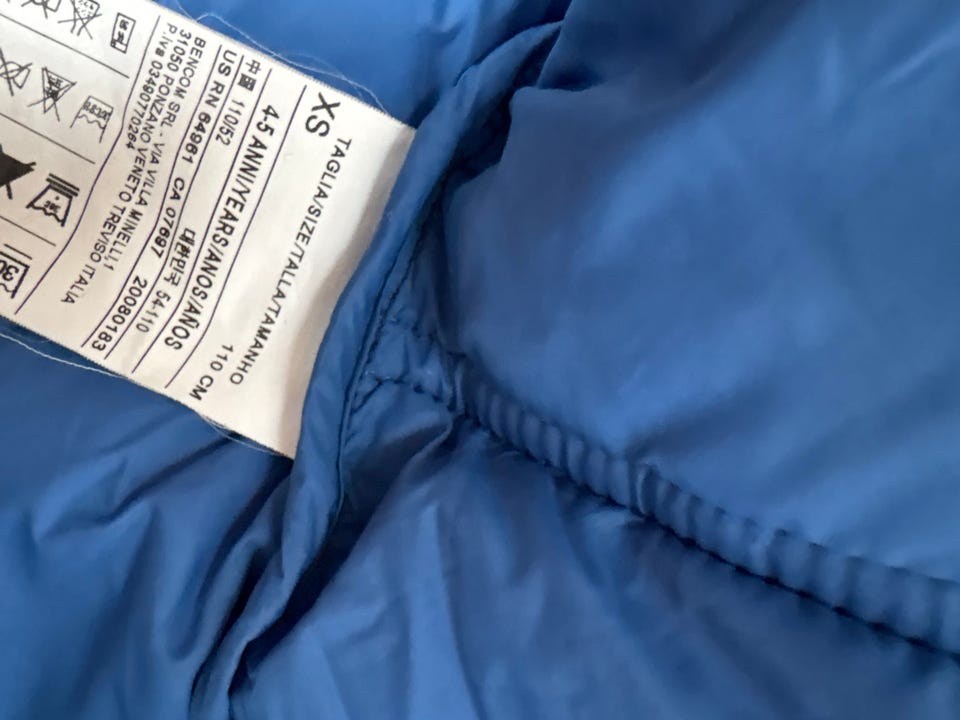 TAGLIA/SIZE/TALLA/TAMANHO
XS 110 CM
4-5 ANNI/YEARS/ANOS/AÑOS
中國 110/52 대한민국 54-110
US RN 64961 CA 07697 20080183
BENCOM SRL - VIA VILLA MINELLI,1
31050 PONZANO VENETO TREVISO ITALIA
P.iva 03490770264